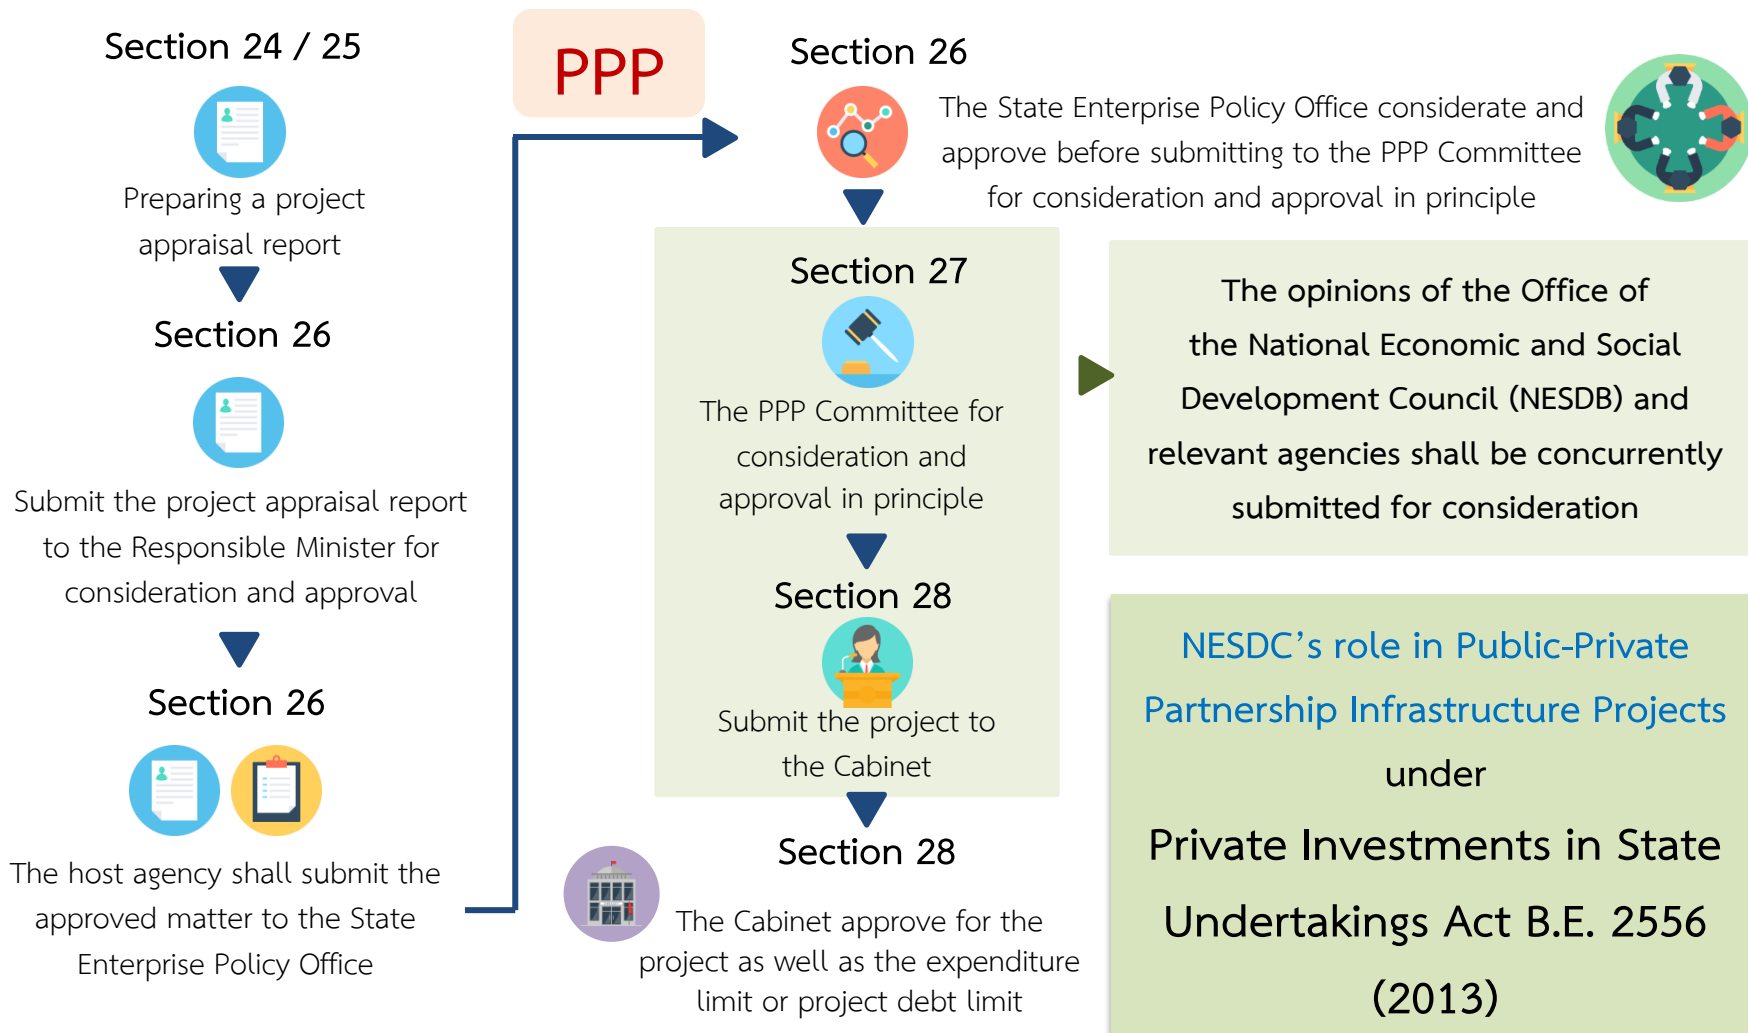 Section 24 / 25
Preparing a project
appraisal report
Section 26
Submit the project appraisal report
to the Responsible Minister for
consideration and approval
Section 26
The host agency shall submit the
approved matter to the State
Enterprise Policy Office
PPP
Section 26
The State Enterprise Policy Office considerate and
approve before submitting to the PPP Committee
for consideration and approval in principle
Section 27
The PPP Committee for
consideration and
approval in principle
Section 28
Submit the project to
the Cabinet
Section 28
The Cabinet approve for the
project as well as the expenditure
limit or project debt limit
The opinions of the Office of
the National Economic and Social
Development Council (NESDB) and
relevant agencies shall be concurrently
submitted for consideration
NESDC’s role in Public-Private
Partnership Infrastructure Projects
under
Private Investments in State
Undertakings Act B.E. 2556
(2013)